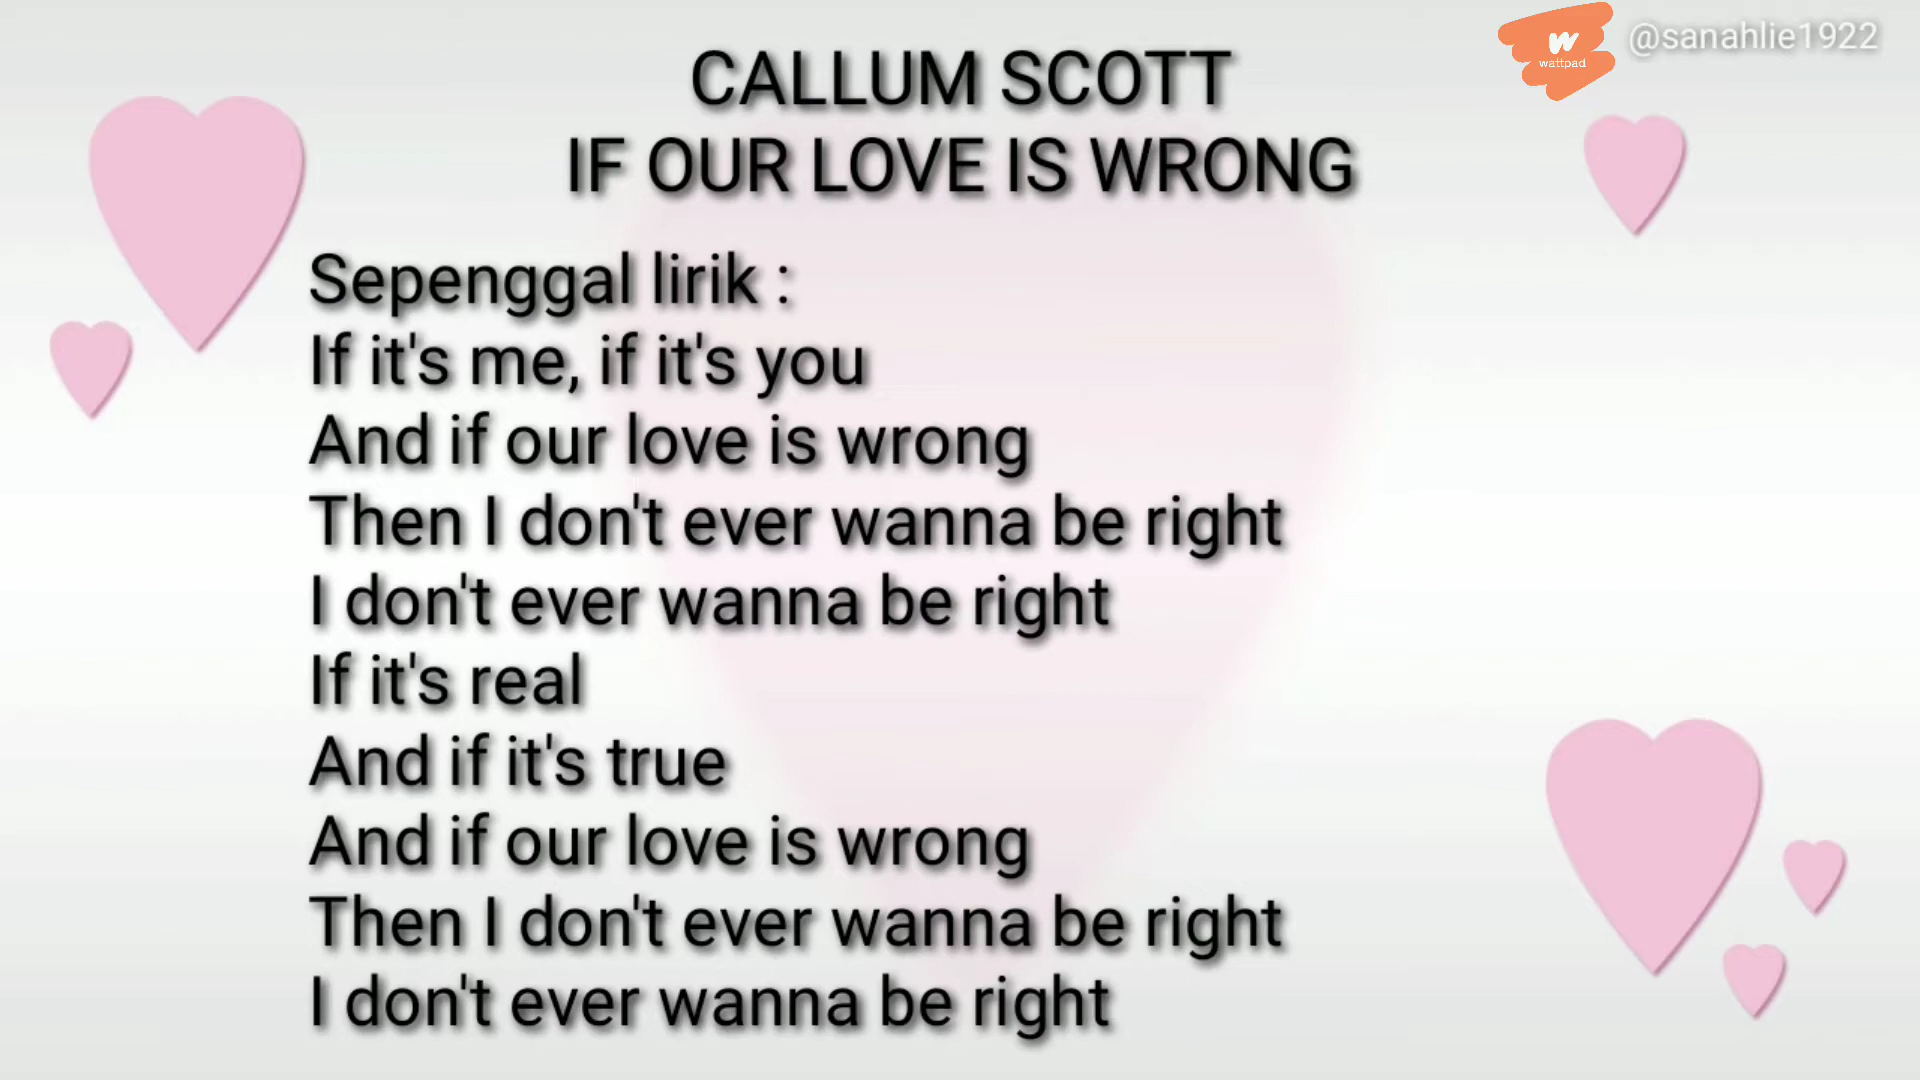 CALLUM SCOTT
IF OUR LOVE IS WRONG
w
wattpad
@sanahlie1922
Sepenggal lirik :
If it's me, if it's you
And if our love is wrong
Then I don't ever wanna be right
I don't ever wanna be right
If it's real
And if it's true
And if our love is wrong
Then I don't ever wanna be right
I don't ever wanna be right